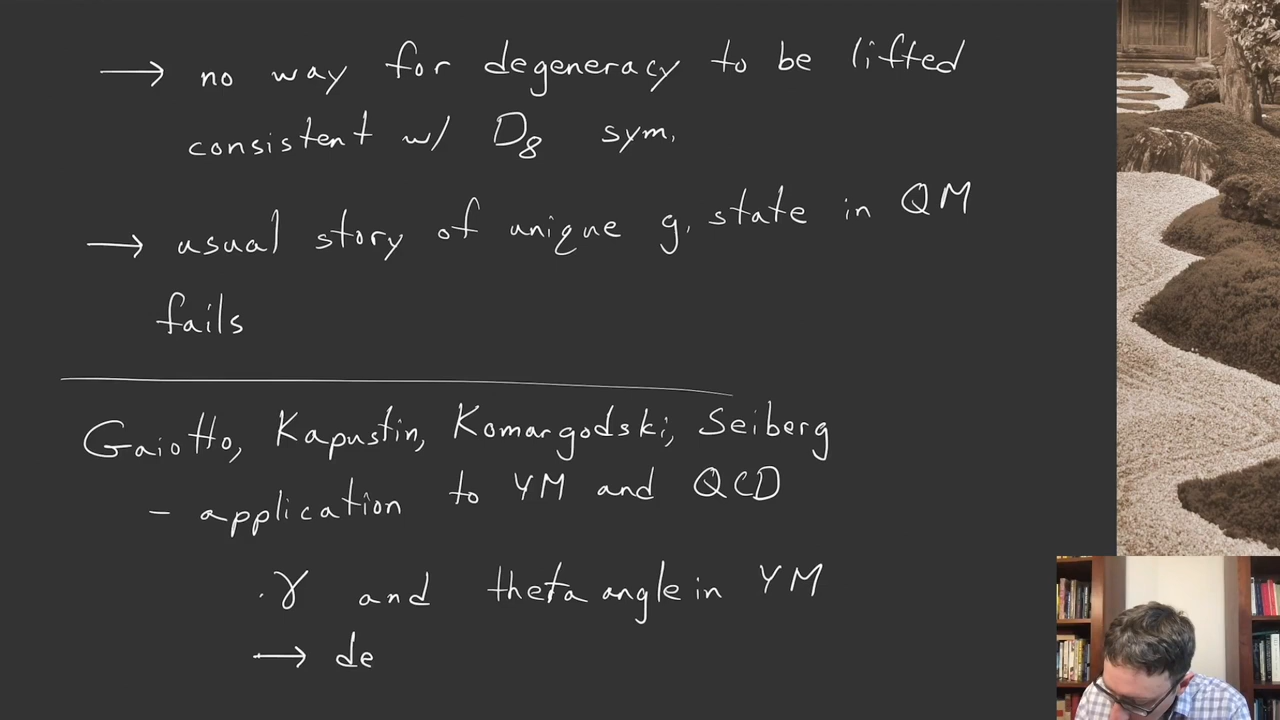 → no way for degeneracy to be lifted
consistent w/ D8 sym.
→ usual story of unique g. state in QM
fails
Gaiotto, Kapustin, Komargodski, Seiberg
- application to YM and QCD
· γ and theta angle in YM
→ de